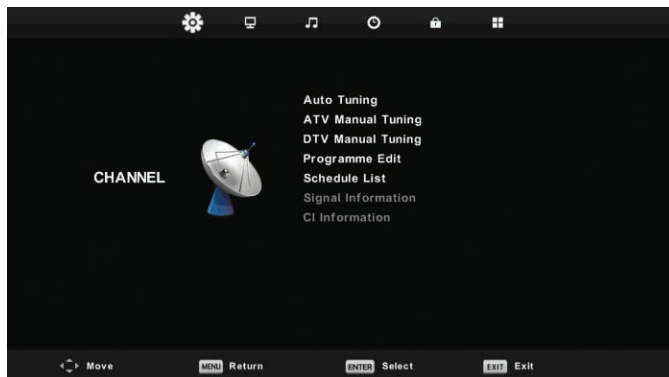 Auto Tuning
ATV Manual Tuning
DTV Manual Tuning
Programme Edit
CHANNEL
Schedule List
Signal Information
CI Information
Move
MENU Return
ENTER Select
EXIT Exit